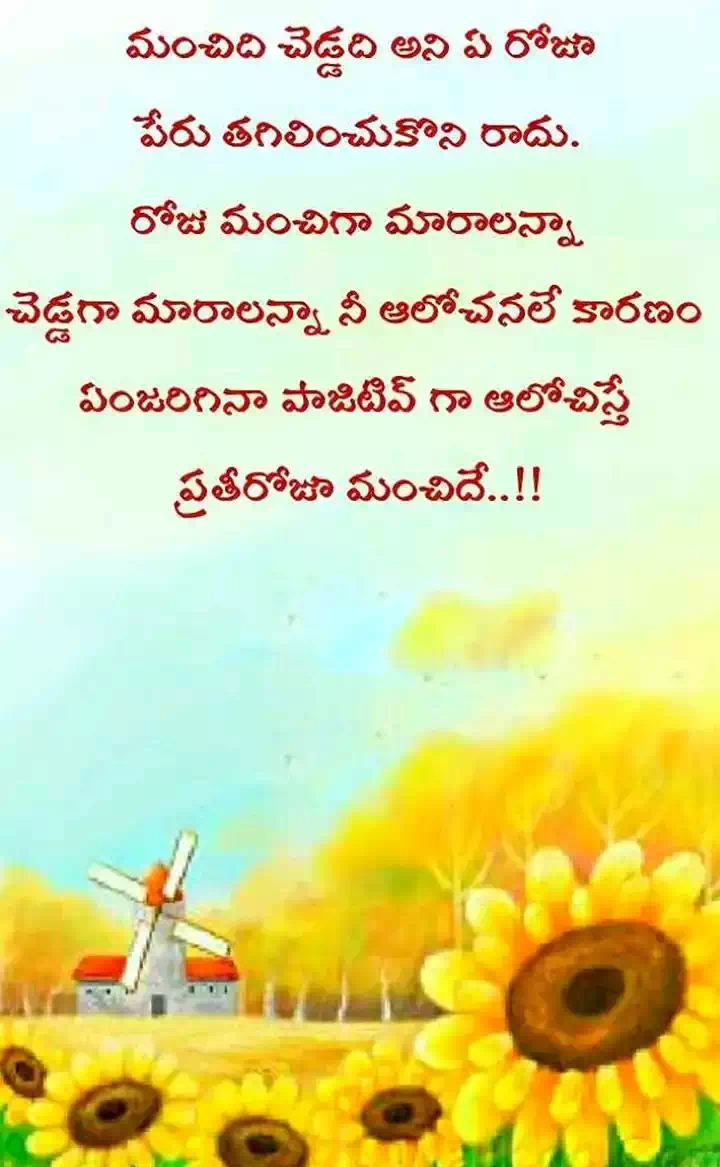 మంచిది చెడ్డది అని ఏ రోజూ
పేరు తగిలించుకొని రాదు.
రోజు మంచిగా మారాలన్నా
చెడ్డగా మారాలన్నా నీ ఆలోచనలే కారణం
ఏంజరిగినా పాజిటివ్ గా ఆలోచిస్తే
ప్రతీరోజూ మంచిదే..!!